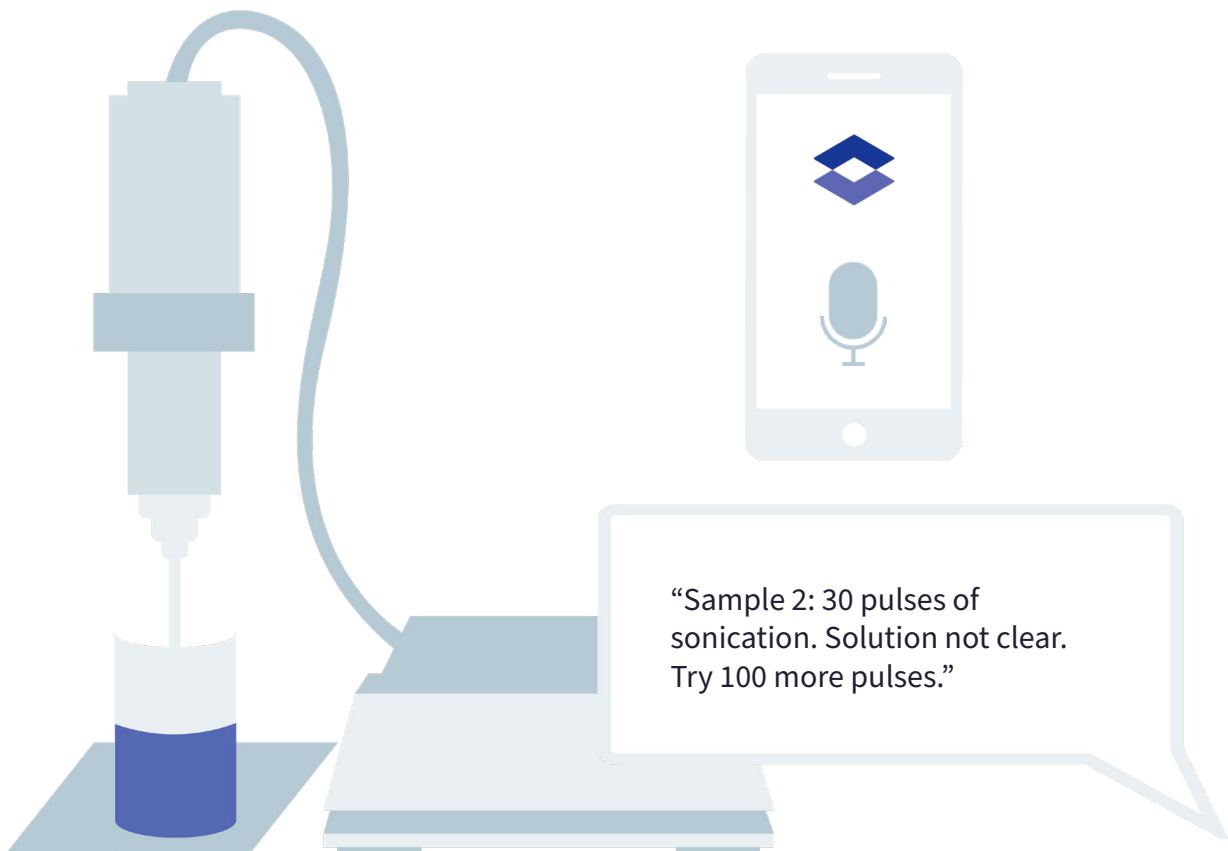 “Sample 2: 30 pulses of
sonication. Solution not clear.
Try 100 more pulses.”